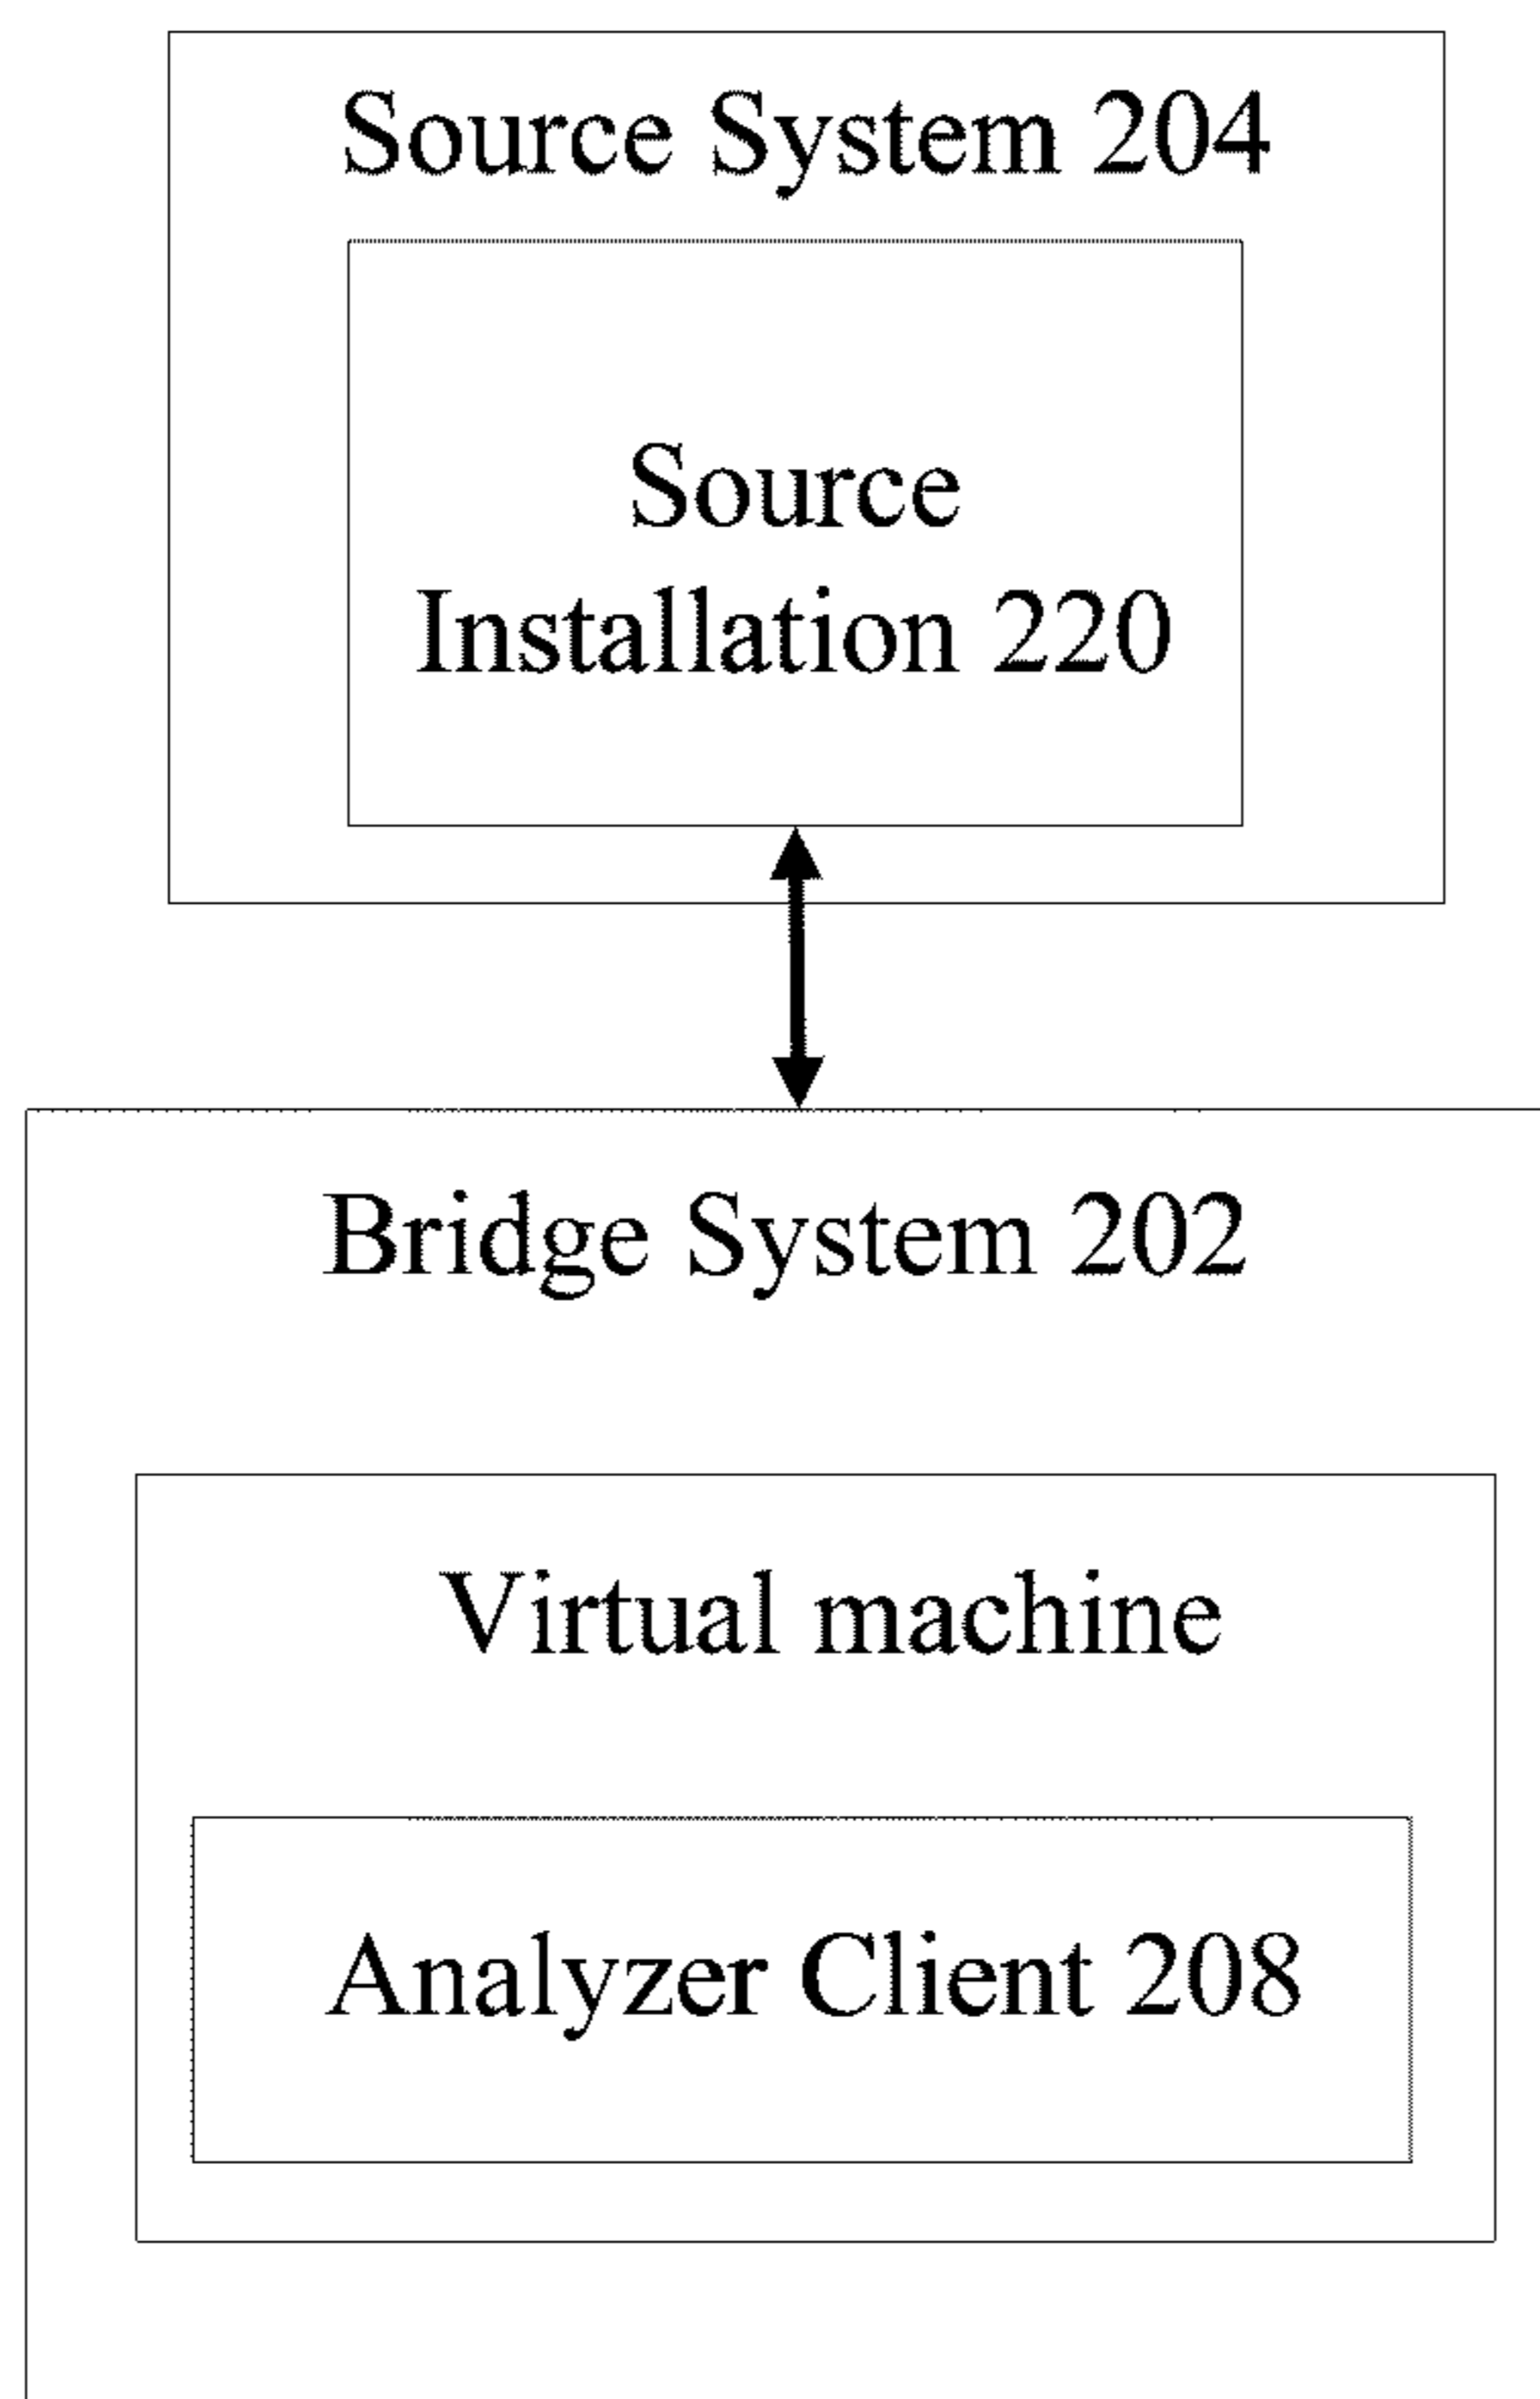 Source System 204
Source
Installation 220
Bridge System 202
Virtual machine
Analyzer Client 208